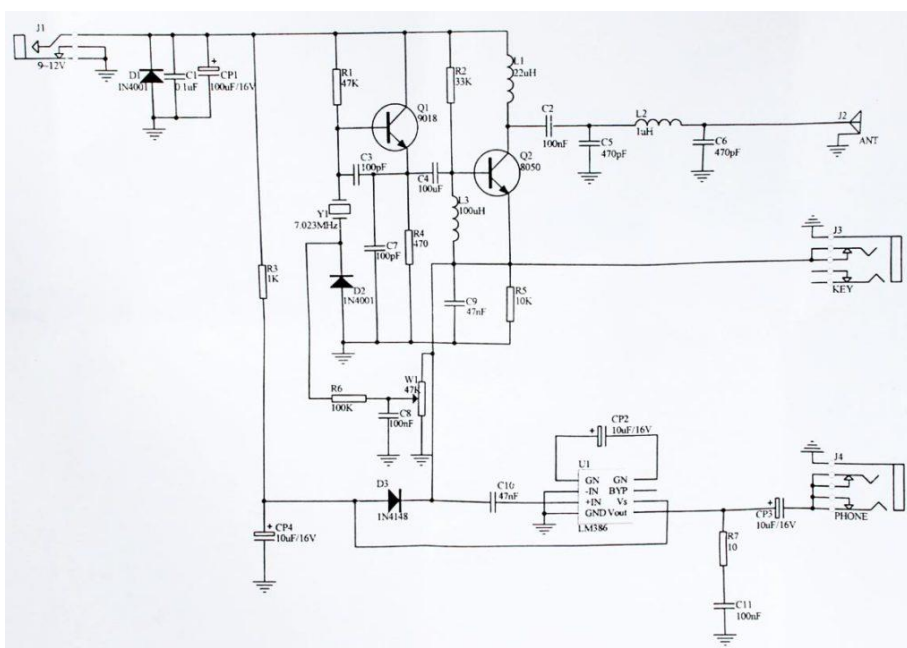 J1
9~12V
D1
1N4001
C1
0.1uF
+
CP1
100uF/16V
R1
47K
Q1
9018
R2
33K
L1
22uH
C2
100nF
L2
1uH
J2
ANT
C5
470pF
C6
470pF
Q2
8050
C3
100pF
C4
100uF
L3
100uH
Y1
7.023MHz
C7
100pF
R4
470
J3
KEY
R3
1K
D2
1N4001
C9
47nF
R5
10K
R6
100K
W1
47K
C8
100nF
+
CP2
10uF/16V
U1
GN GN
-IN BYP
+IN Vs
GND Vout
LM386
D3
1N4148
C10
47nF
J4
PHONE
+
CP3
10uF/16V
+
CP4
10uF/16V
R7
10
C11
100nF